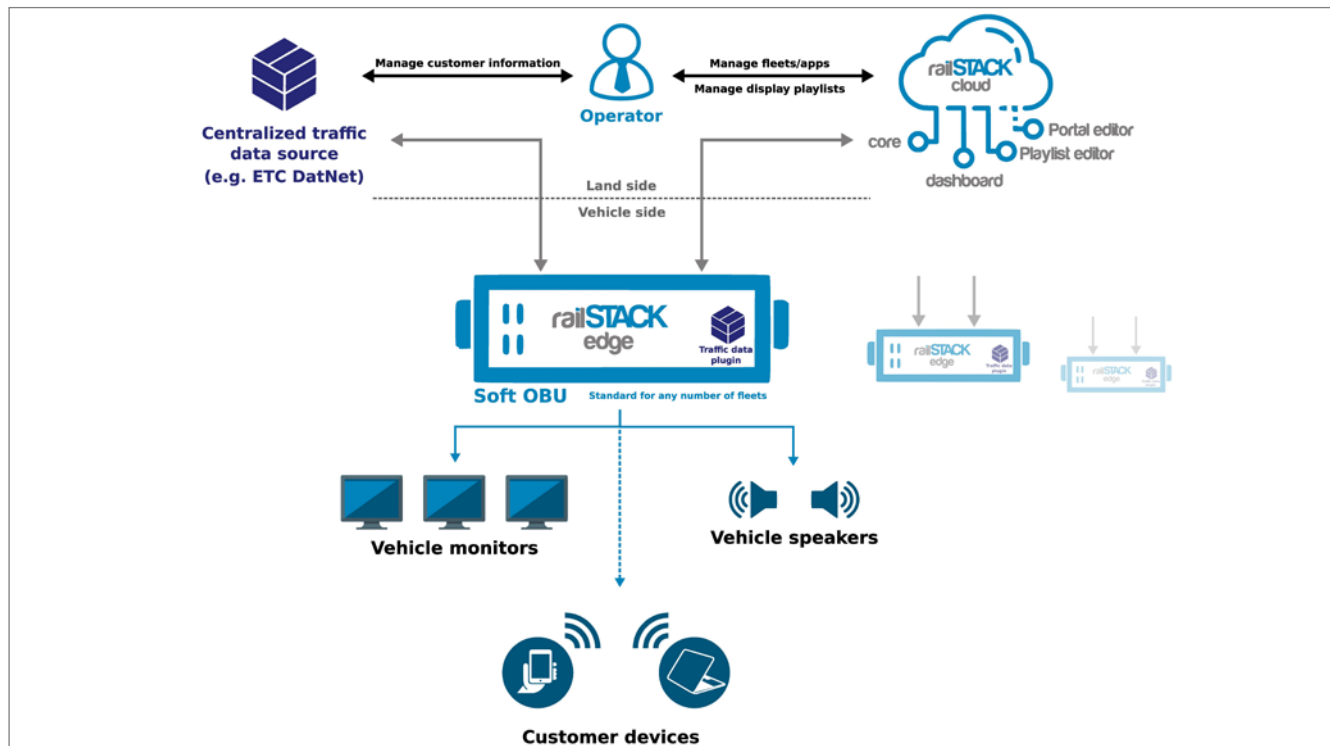 Manage customer information
Manage fleets/apps
Manage display playlists
railSTACK
cloud
Operator
Centralized traffic
data source
(e.g. ETC DatNet)
core
Portal editor
Playlist editor
dashboard
Land side
Vehicle side
railSTACK
edge
Traffic data
plugin
railSTACK
edge
Traffic data
plugin
railSTACK
edge
Soft OBU
Standard for any number of fleets
Vehicle monitors
Vehicle speakers
Customer devices